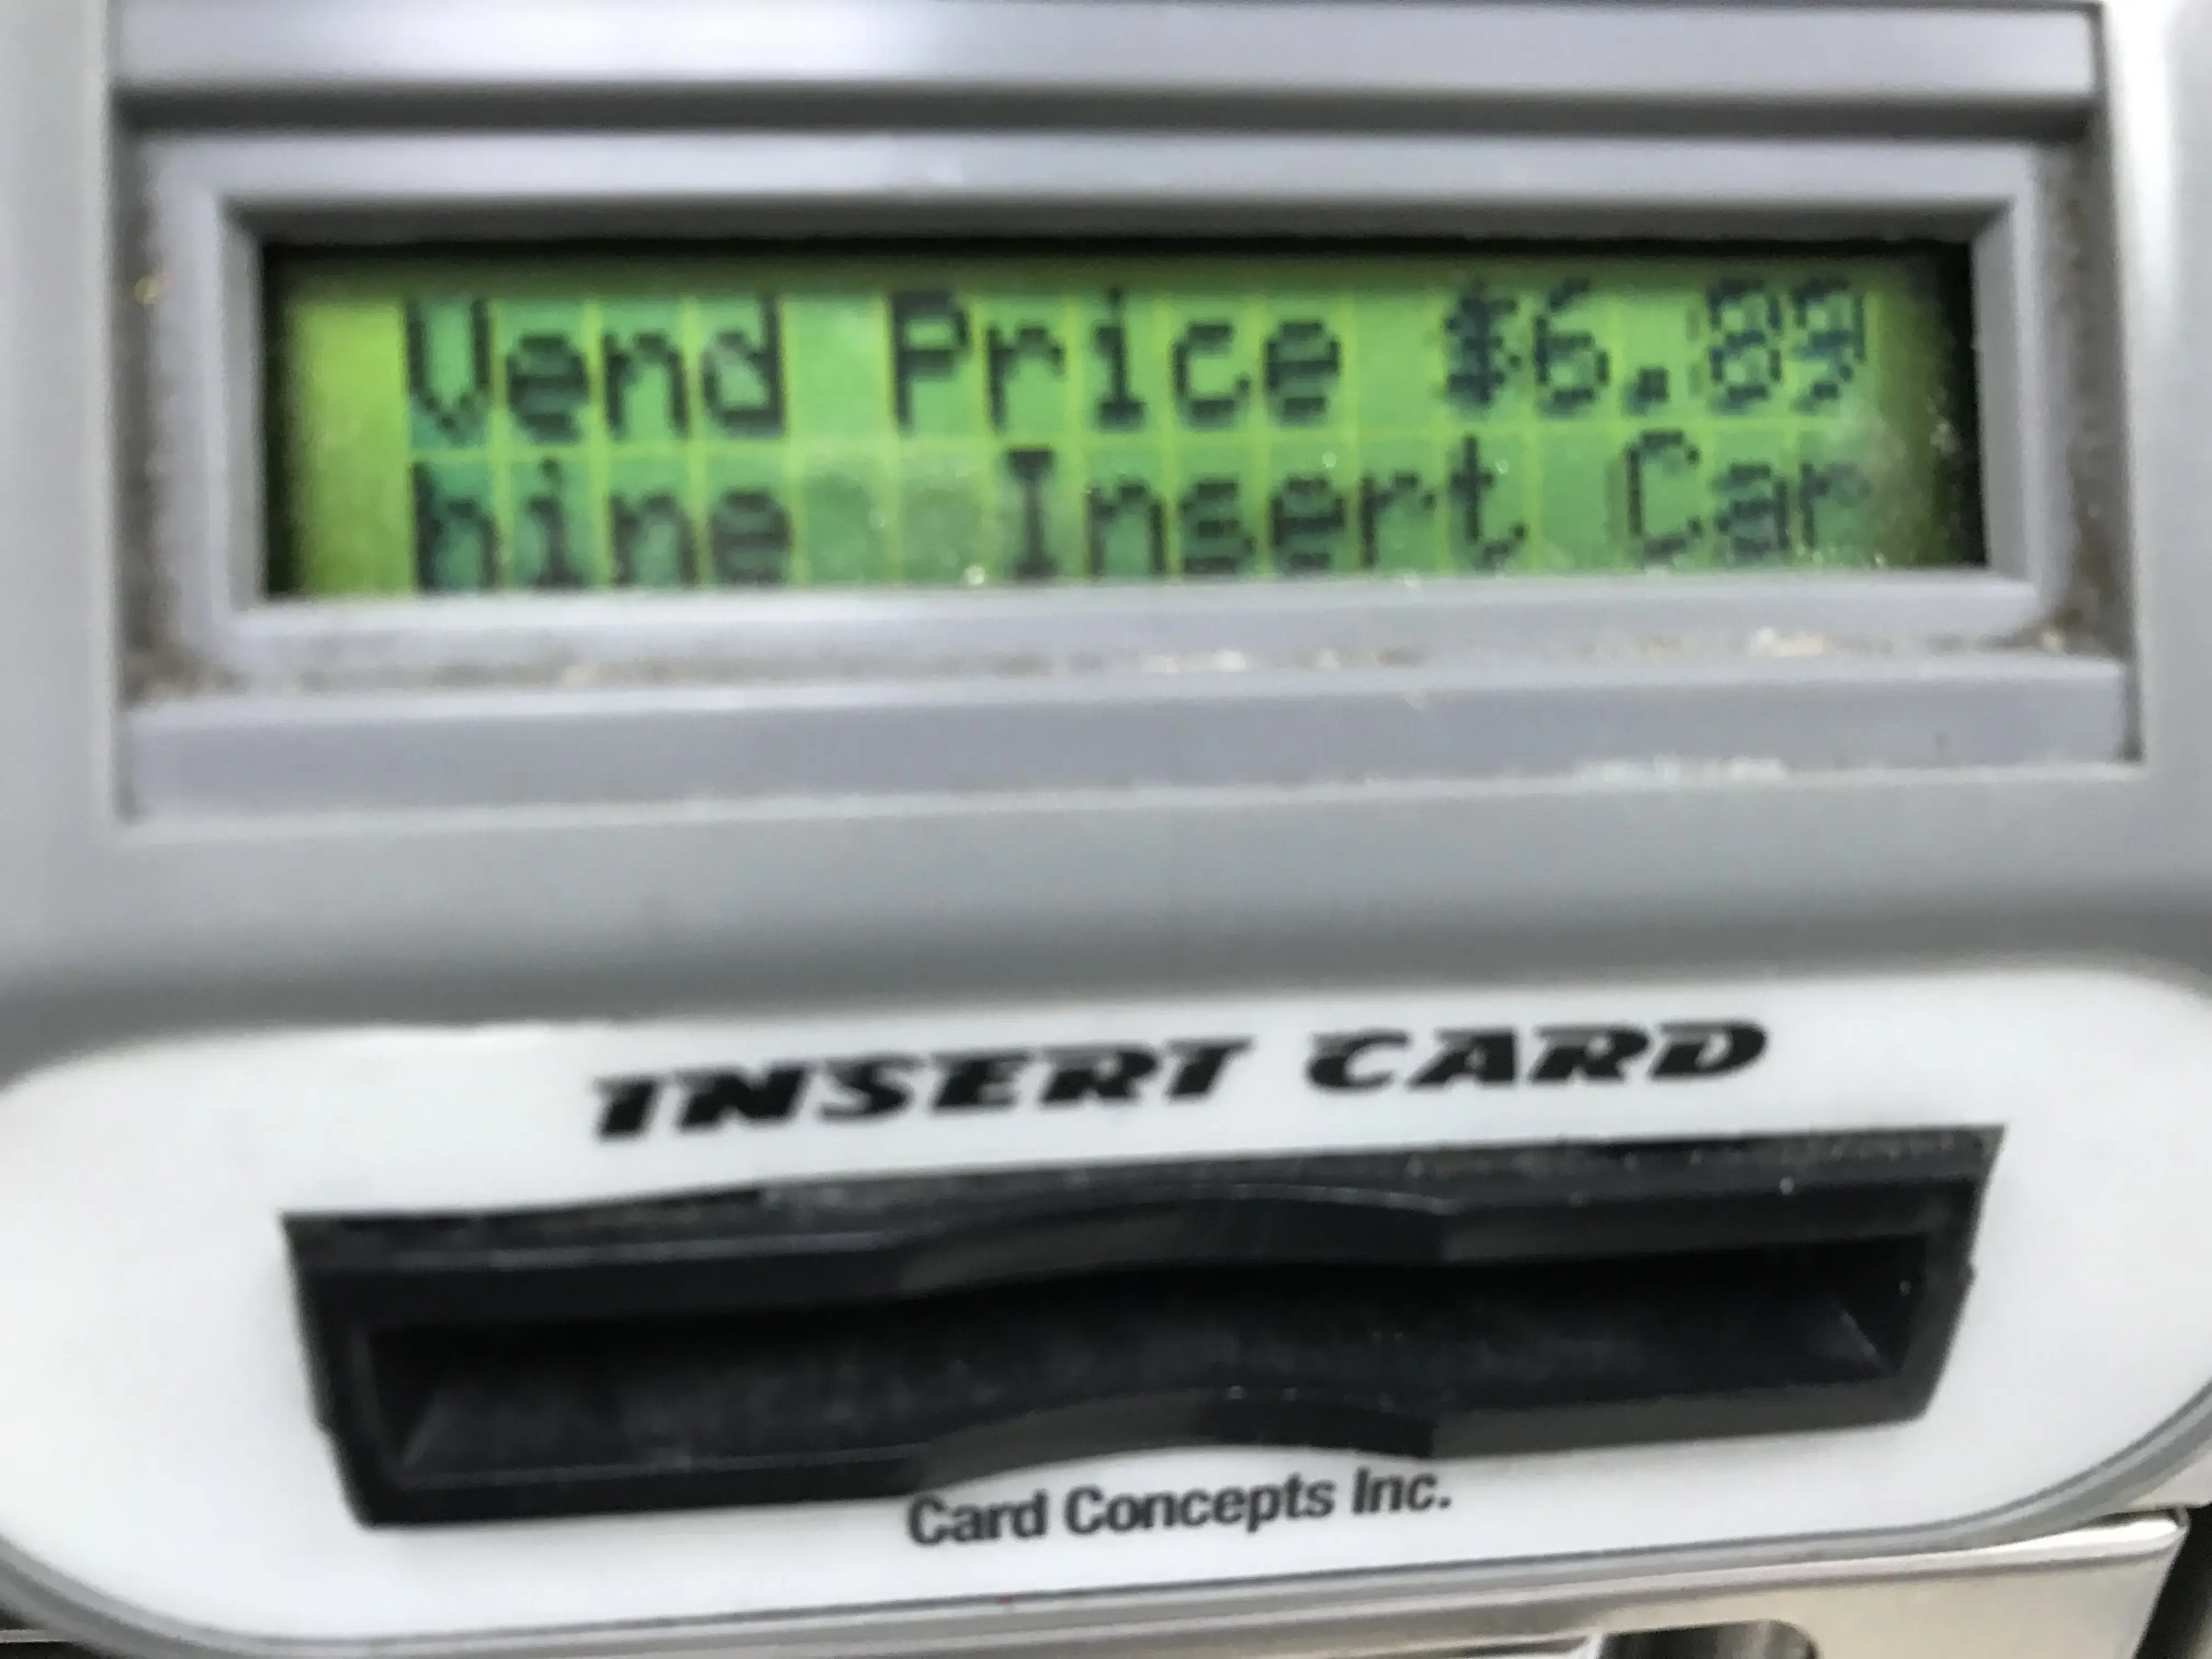 Vend Price $6.89
hine  Insert Car
INSERT CARD
Card Concepts Inc.